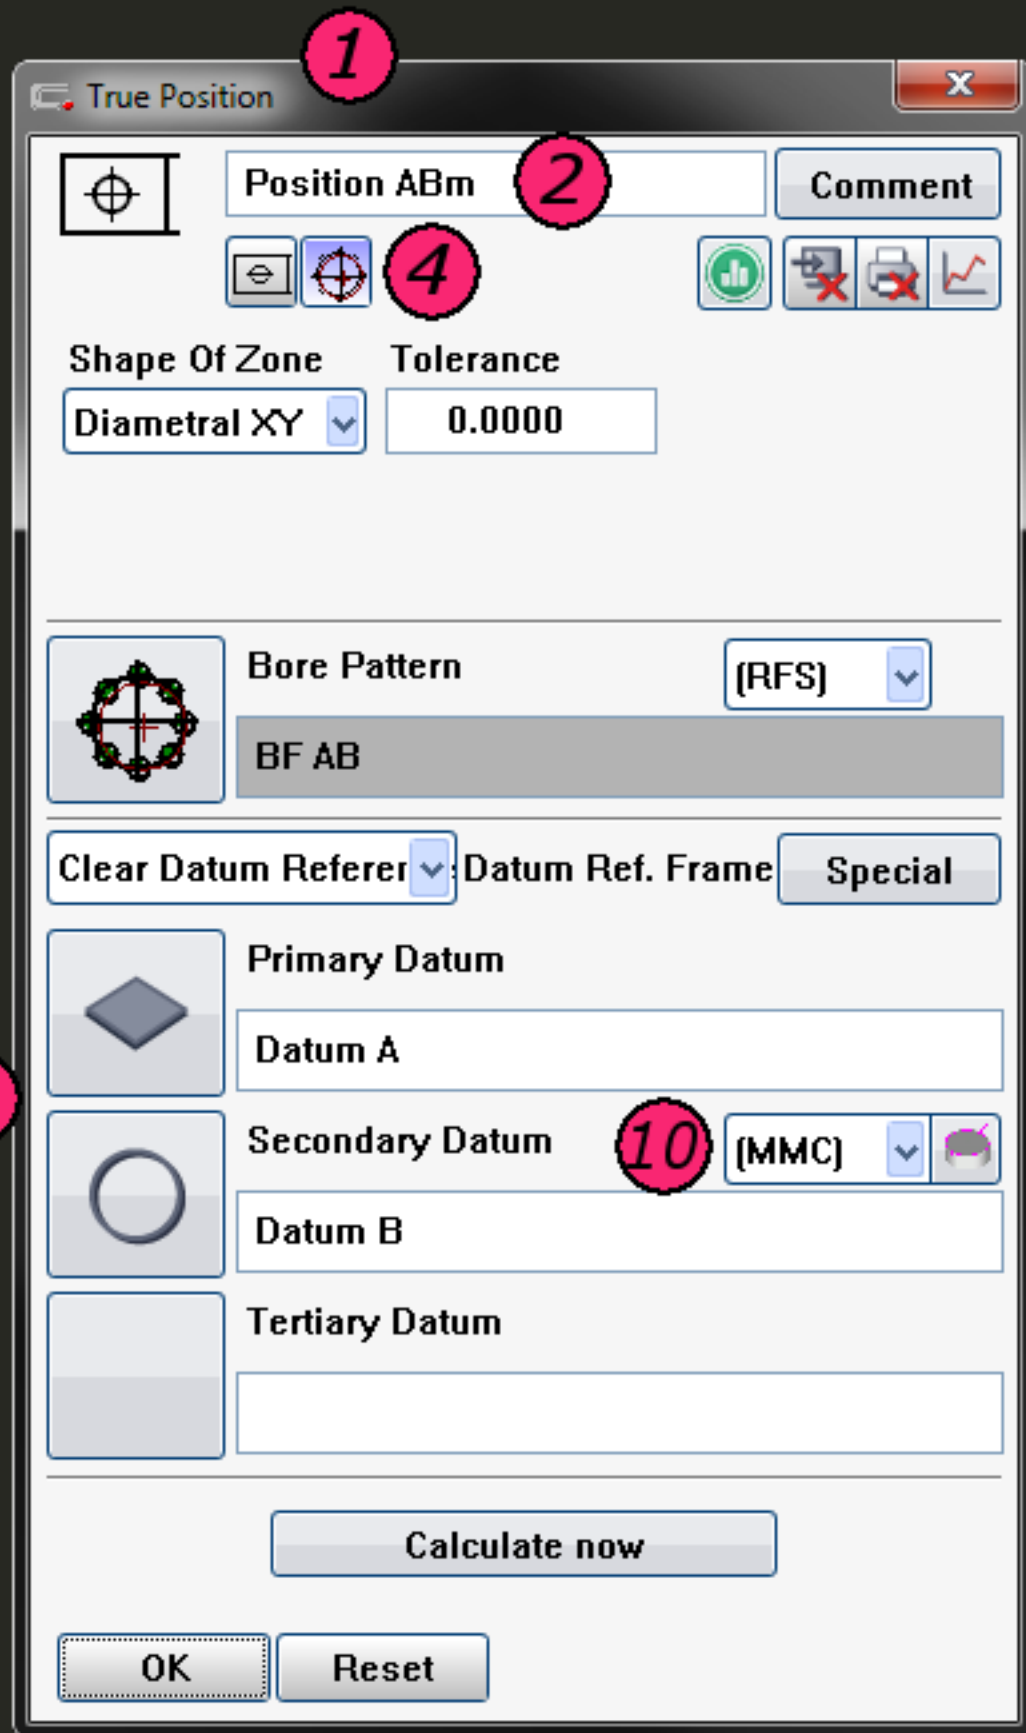 1
True Position
x
Position ABm
2
Comment
4
Shape Of Zone Tolerance
Diametral XY 0.0000
Bore Pattern (RFS)
BF AB
Clear Datum Datum Ref. Frame Special
Primary Datum
Datum A
Secondary Datum 10 (MMC)
Datum B
Tertiary Datum
Calculate now
OK Reset